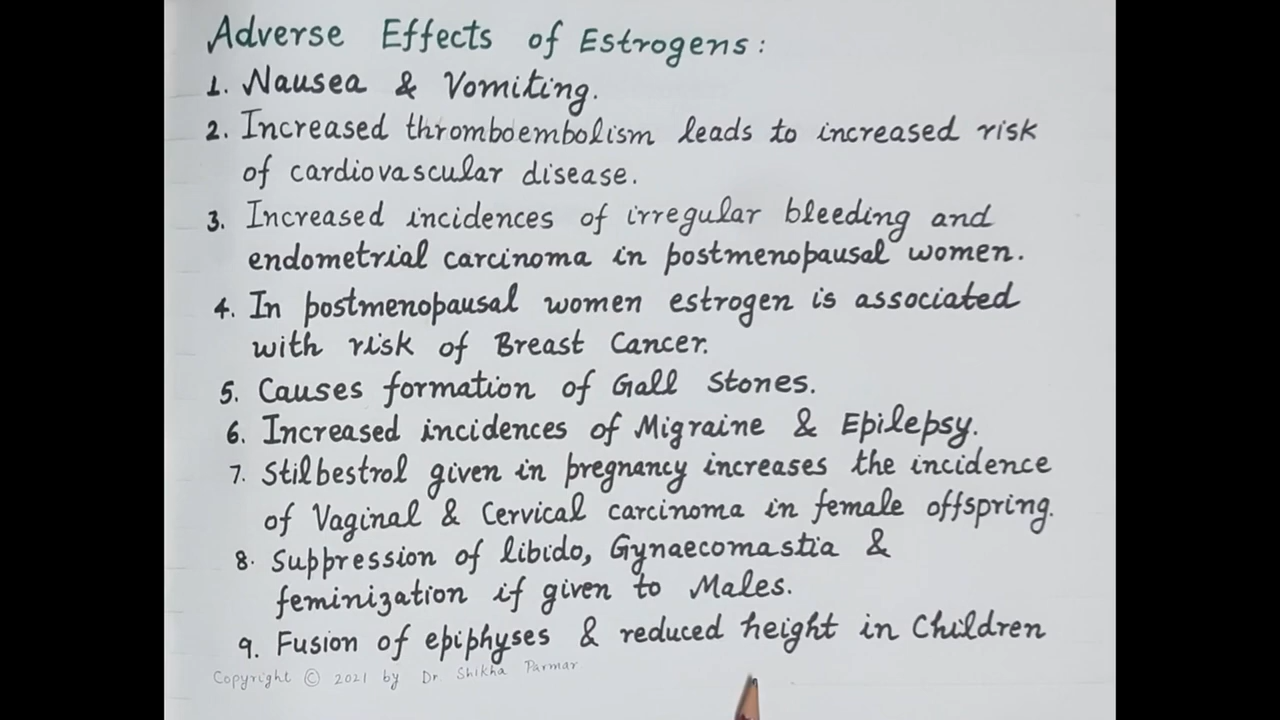 Adverse Effects of Estrogens:
1. Nausea & Vomiting.
2. Increased thromboembolism leads to increased risk
of cardiovascular disease.
3. Increased incidences of irregular bleeding and
endometrial carcinoma in postmenopausal women.
4. In postmenopausal women estrogen is associated
with risk of Breast Cancer.
5. Causes formation of Gall Stones.
6. Increased incidences of Migraine & Epilepsy.
7. Stilbestrol given in pregnancy increases the incidence
of Vaginal & Cervical carcinoma in female offspring.
8. Suppression of libido, Gynaecomastia &
feminization if given to Males.
9. Fusion of epiphyses & reduced height in Children
Copyright © 2021 by Dr. Shikha Parmar